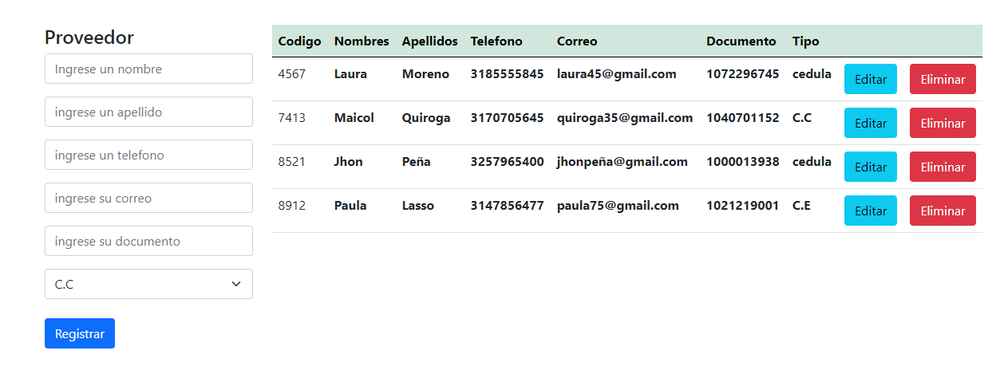 Proveedor
Ingrese un nombre
ingrese un apellido
ingrese un telefono
ingrese su correo
ingrese su documento
C.C
Registrar
Codigo Nombres Apellidos Telefono Correo Documento Tipo
4567 Laura Moreno 3185555845 laura45@gmail.com 1072296745 cedula Editar Eliminar
7413 Maicol Quiroga 3170705645 quiroga35@gmail.com 1040701152 C.C Editar Eliminar
8521 Jhon Peña 3257965400 jhonpeña@gmail.com 1000013938 cedula Editar Eliminar
8912 Paula Lasso 3147856477 paula75@gmail.com 1021219001 C.E Editar Eliminar